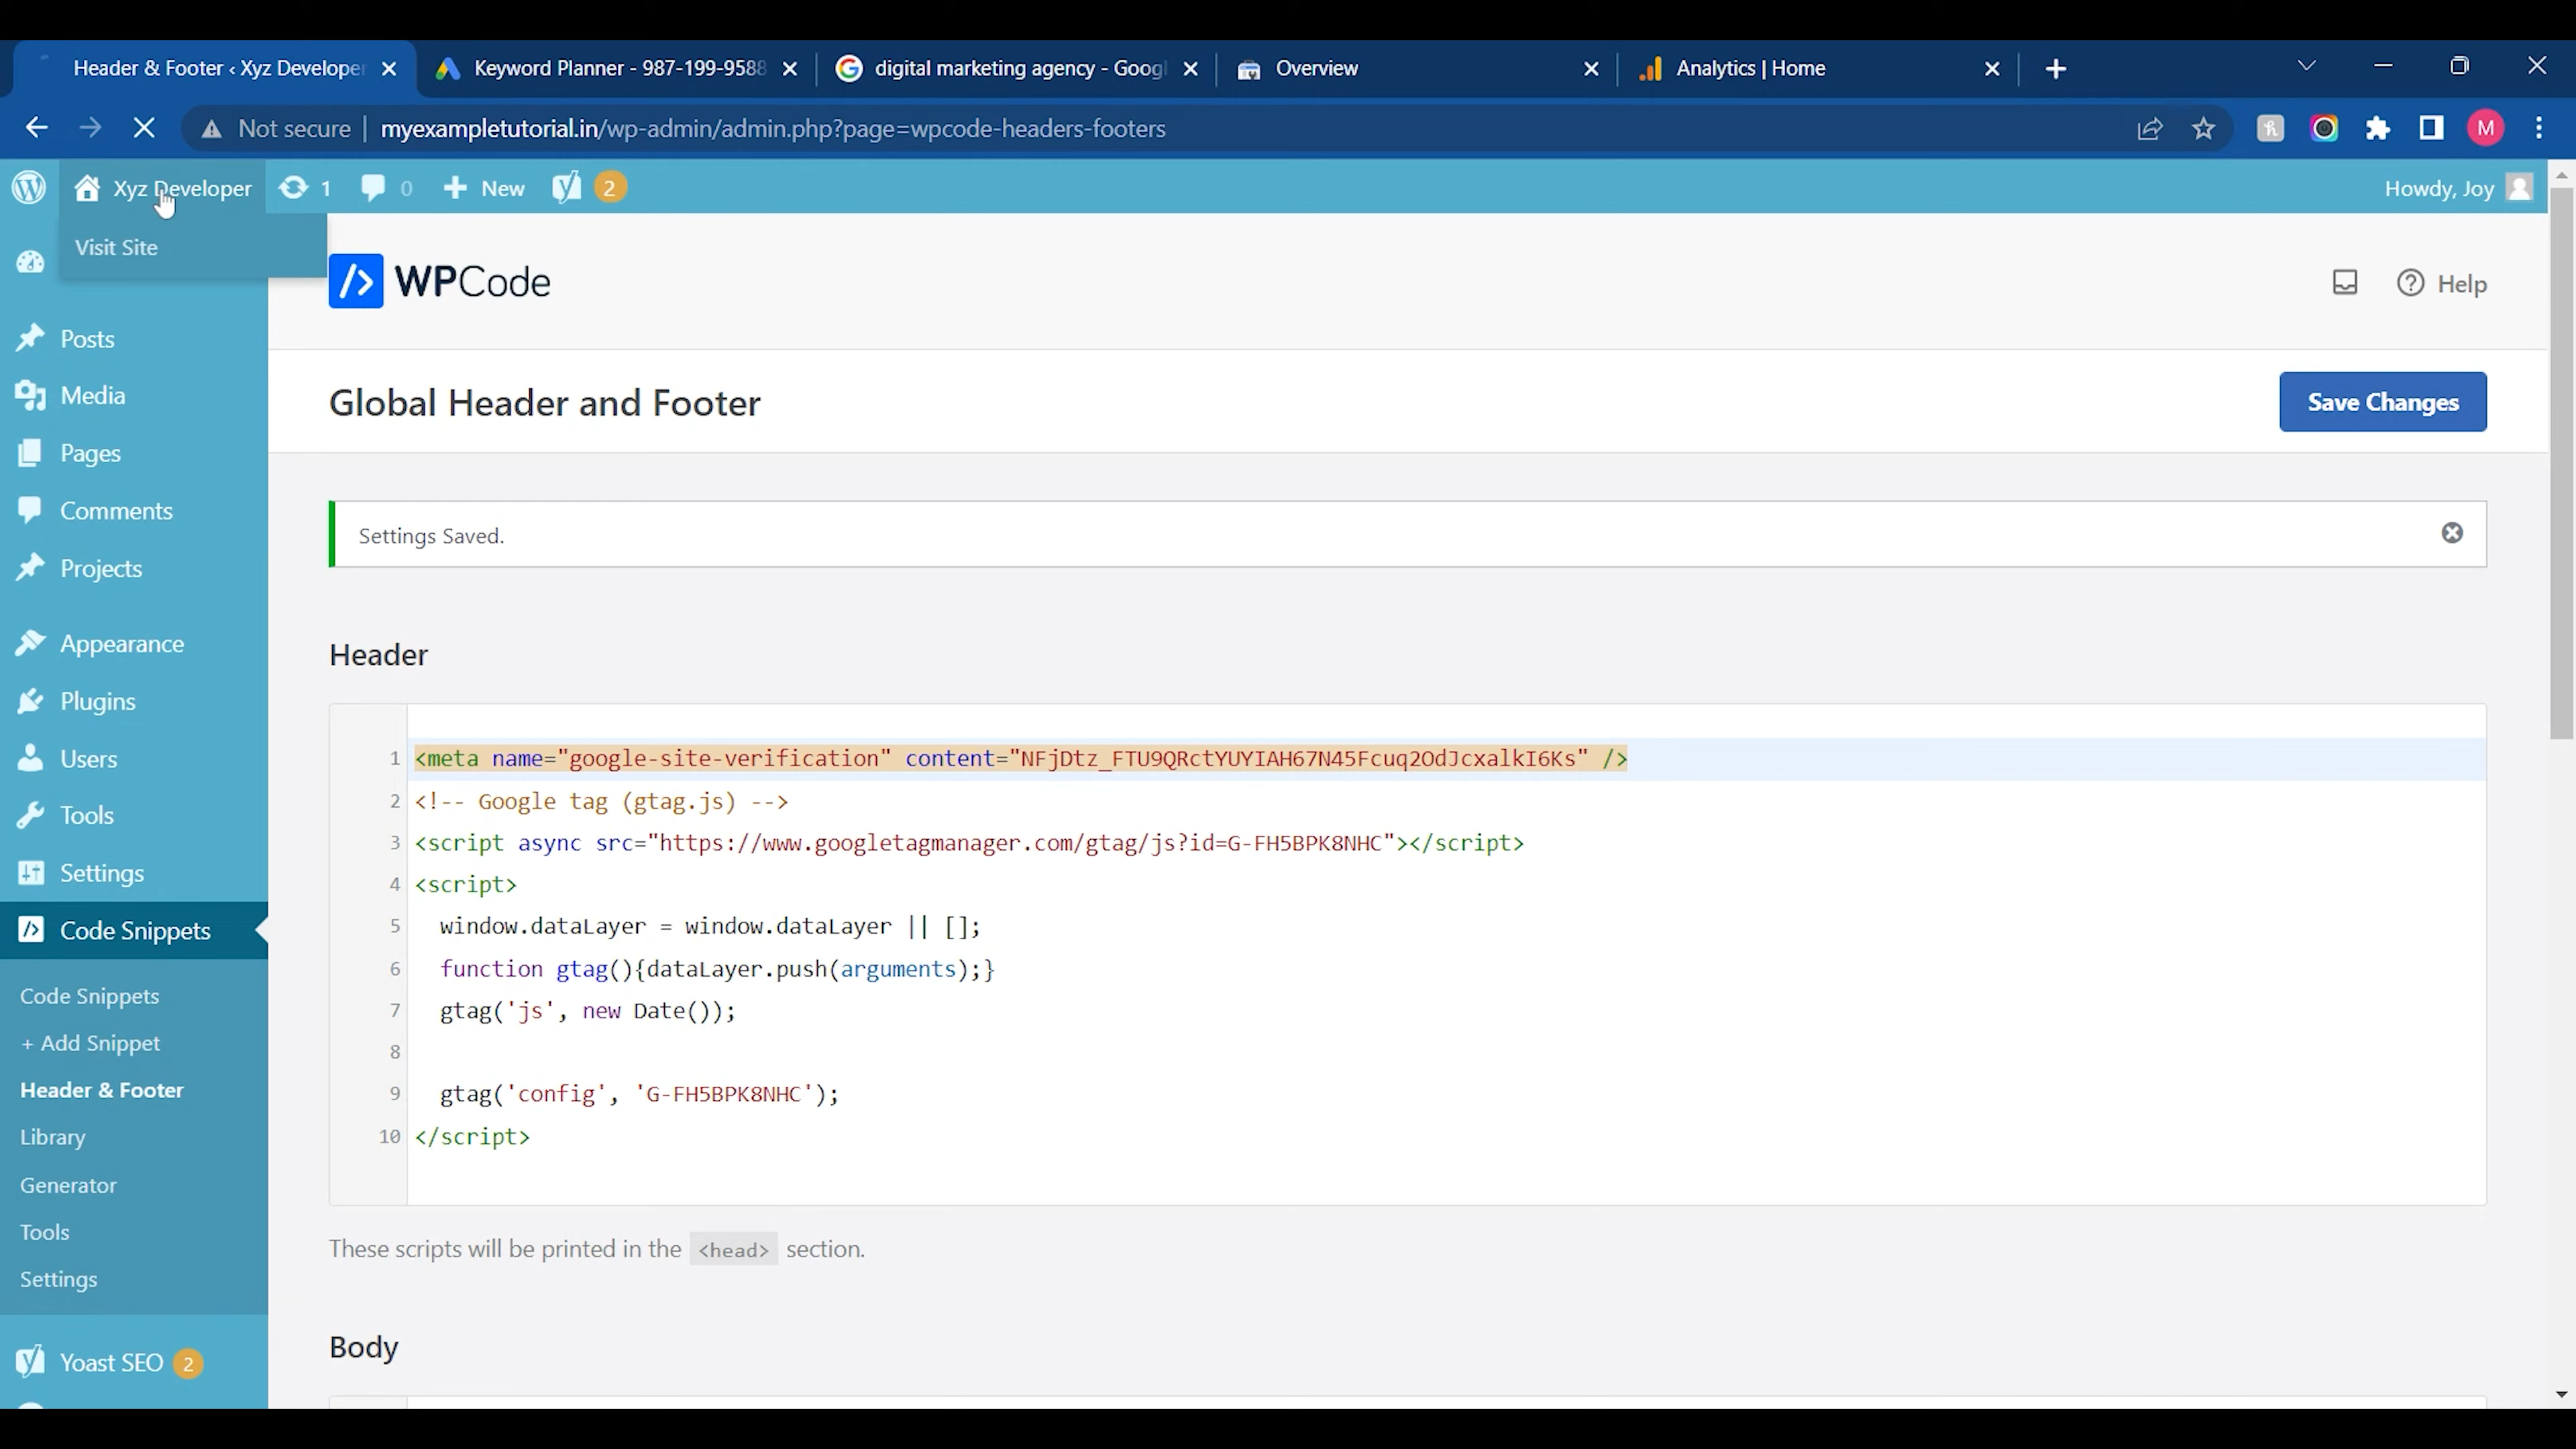 Header & Footer ‹ Xyz Developer
Keyword Planner - 987-199-9588
digital marketing agency - Googl
Overview
Analytics | Home
Not secure
myexampletutorial.in/wp-admin/admin.php?page=wpcode-headers-footers
M
Xyz Developer
1
0
New
2
Howdy, Joy
Visit Site
WPCode
Help
Posts
Media
Pages
Comments
Projects
Appearance
Plugins
Users
Tools
Settings
Code Snippets
Code Snippets
+ Add Snippet
Header & Footer
Library
Generator
Tools
Settings
Yoast SEO 2
Global Header and Footer
Save Changes
Settings Saved.
Header
1 <meta name="google-site-verification" content="NFjDtz_FTU9QRctYUYIAH67N45Fcuq2OdJcxalkI6Ks" />
2 <!-- Google tag (gtag.js) -->
3 <script async src="https://www.googletagmanager.com/gtag/js?id=G-FH5BPK8NHC"></script>
4 <script>
5 window.dataLayer = window.dataLayer || [];
6 function gtag(){dataLayer.push(arguments);}
7 gtag('js', new Date());
8
9 gtag('config', 'G-FH5BPK8NHC');
10 </script>
These scripts will be printed in the <head> section.
Body